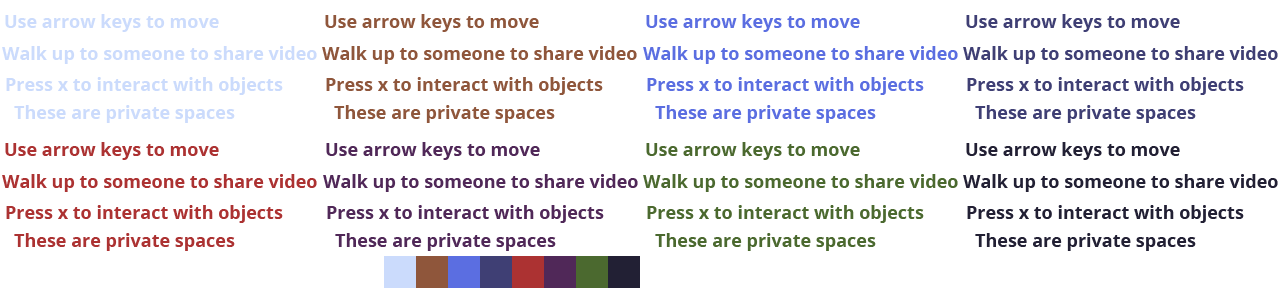 Use arrow keys to move
Walk up to someone to share video
Press x to interact with objects
These are private spaces
Use arrow keys to move
Walk up to someone to share video
Press x to interact with objects
These are private spaces
Use arrow keys to move
Walk up to someone to share video
Press x to interact with objects
These are private spaces
Use arrow keys to move
Walk up to someone to share video
Press x to interact with objects
These are private spaces
Use arrow keys to move
Walk up to someone to share video
Press x to interact with objects
These are private spaces
Use arrow keys to move
Walk up to someone to share video
Press x to interact with objects
These are private spaces
Use arrow keys to move
Walk up to someone to share video
Press x to interact with objects
These are private spaces
Use arrow keys to move
Walk up to someone to share video
Press x to interact with objects
These are private spaces